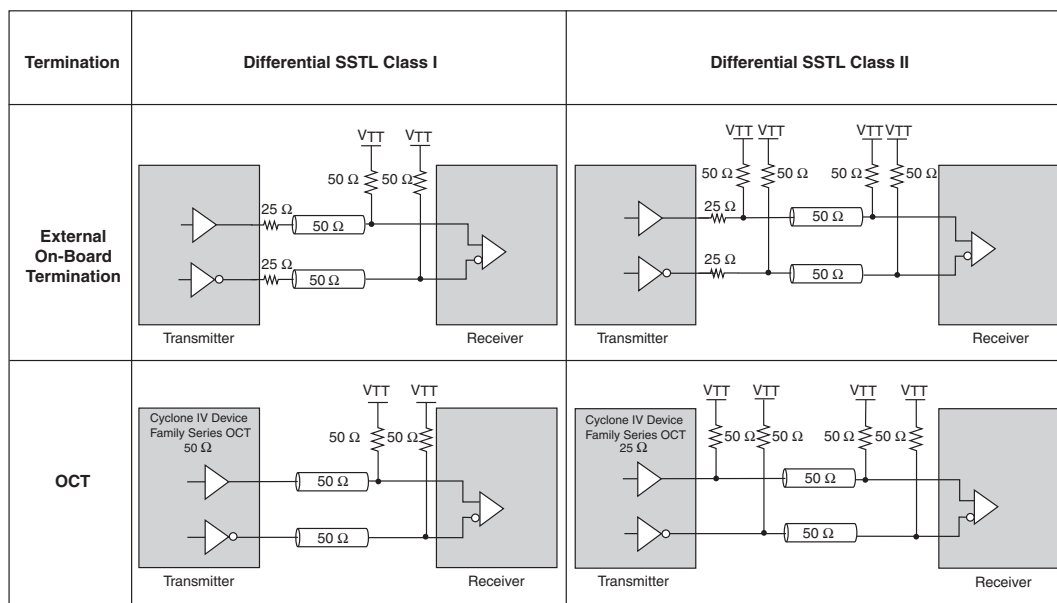 Termination
Differential SSTL Class I
Differential SSTL Class II
External
On-Board
Termination
VTT VTT
50 Ω 50 Ω
25 Ω
50 Ω
25 Ω
50 Ω
Transmitter
Receiver
VTT VTT VTT VTT
50 Ω 50 Ω 50 Ω 50 Ω
25 Ω
50 Ω
25 Ω
50 Ω
Transmitter
Receiver
OCT
Cyclone IV Device
Family Series OCT
50 Ω
VTT VTT
50 Ω 50 Ω
50 Ω
50 Ω
Transmitter
Receiver
Cyclone IV Device
Family Series OCT
25 Ω
VTT VTT VTT VTT
50 Ω 50 Ω 50 Ω 50 Ω
50 Ω
50 Ω
Transmitter
Receiver